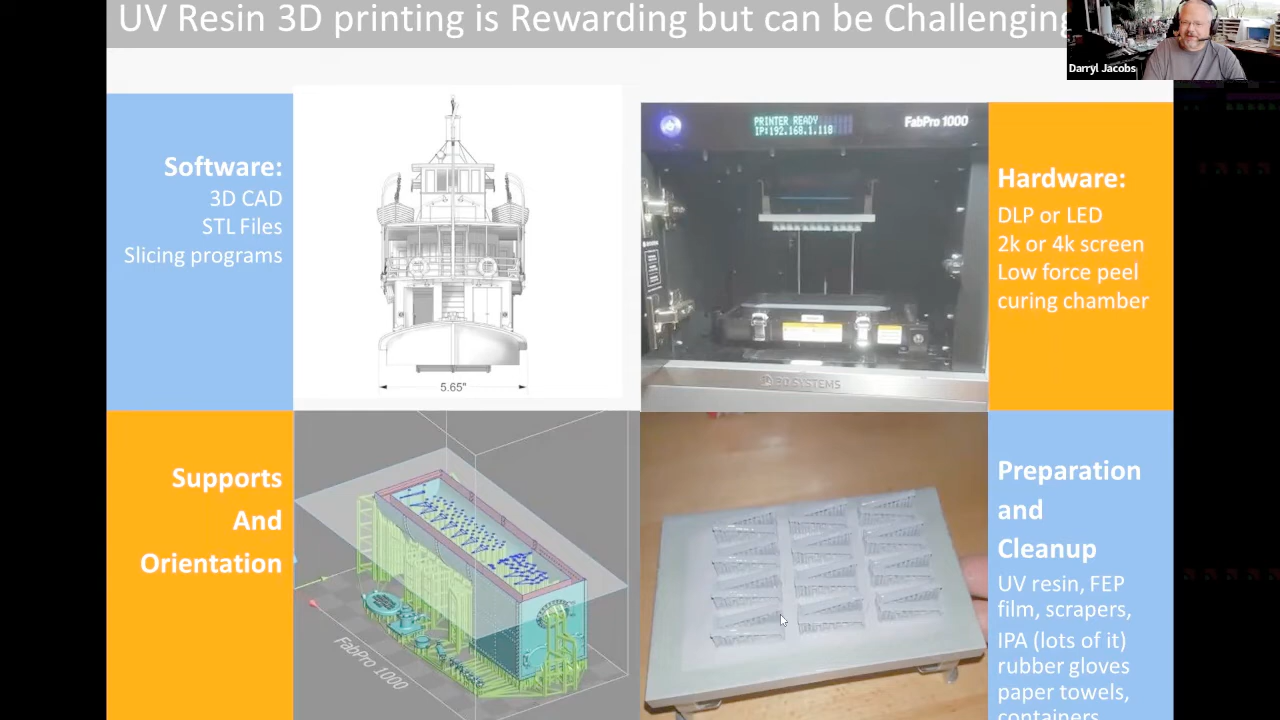 UV Resin 3D printing is Rewarding but can be Challenging
Darryl Jacobs
Software:
3D CAD
STL Files
Slicing programs
5.65"
PRINTER READY
IP:192.168.1.118
FabPro 1000
3D SYSTEMS
Hardware:
DLP or LED
2k or 4k screen
Low force peel
curing chamber
Supports
And
Orientation
FabPro 1000
Preparation
and
Cleanup
UV resin, FEP
film, scrapers,
IPA (lots of it)
rubber gloves
paper towels,
containers